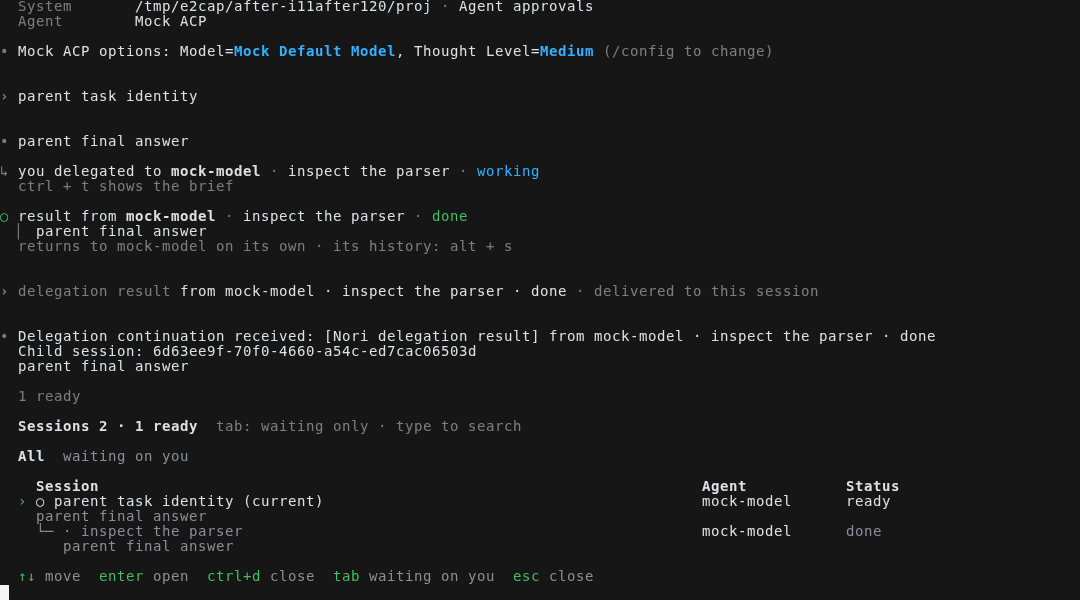 System /tmp/e2cap/after-i11after120/proj · Agent approvals
Agent Mock ACP
• Mock ACP options: Model=Mock Default Model, Thought Level=Medium (/config to change)
› parent task identity
• parent final answer
↳ you delegated to mock-model · inspect the parser · working
ctrl + t shows the brief
○ result from mock-model · inspect the parser · done
│ parent final answer
returns to mock-model on its own · its history: alt + s
› delegation result from mock-model · inspect the parser · done · delivered to this session
• Delegation continuation received: [Nori delegation result] from mock-model · inspect the parser · done
Child session: 6d63ee9f-70f0-4660-a54c-ed7cac06503d
parent final answer
1 ready
Sessions 2 · 1 ready tab: waiting only · type to search
All waiting on you
Session Agent Status
› ○ parent task identity (current) mock-model ready
parent final answer
└─ · inspect the parser mock-model done
parent final answer
↑↓ move enter open ctrl+d close tab waiting on you esc close